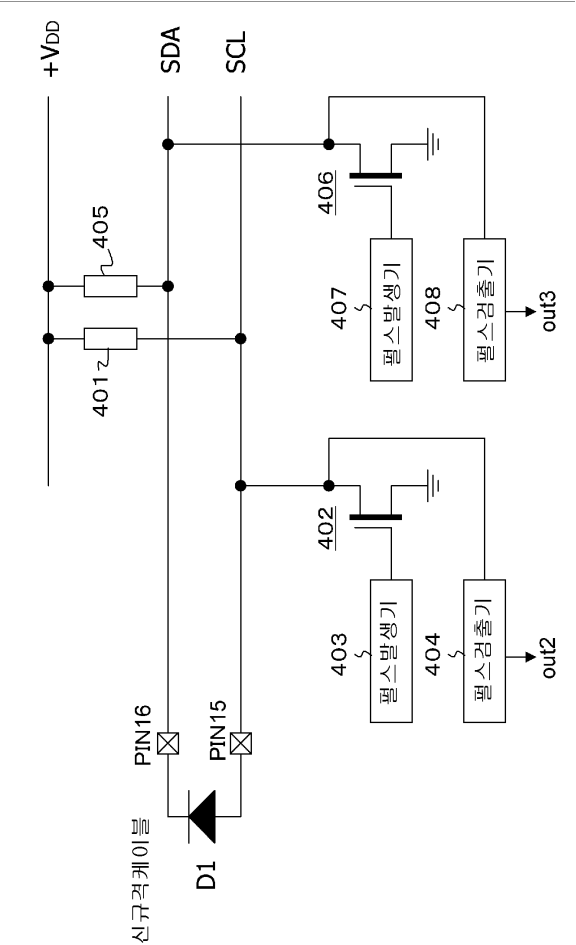 +VDD
SDA
SCL
405
401
406
407
펄스발생기
408
펄스검출기
out3
402
403
펄스발생기
404
펄스검출기
out2
PIN16
PIN15
D1
신규격케이블